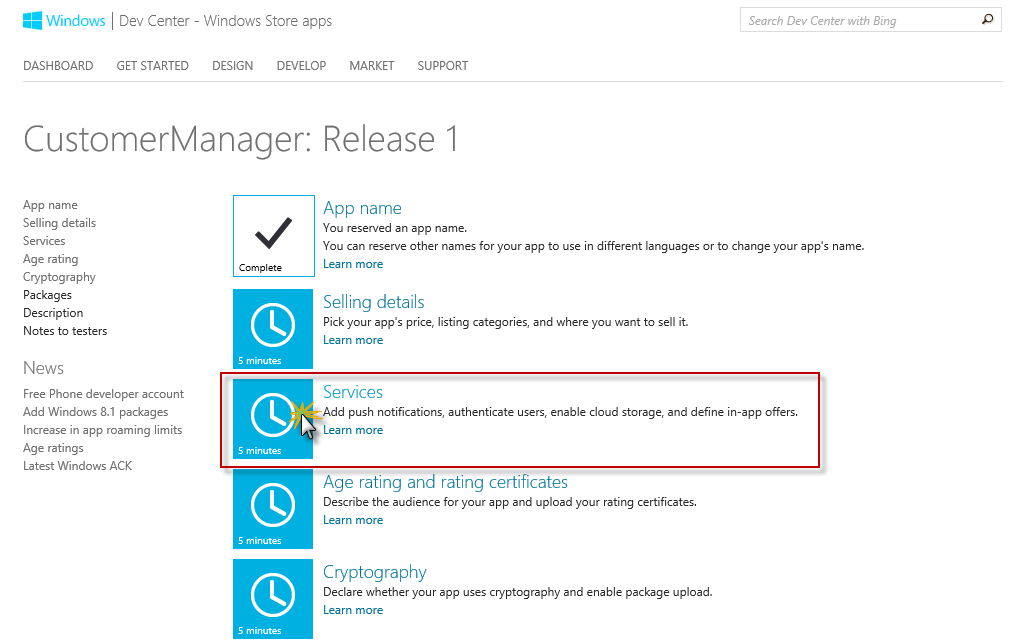 Windows | Dev Center - Windows Store apps
Search Dev Center with Bing
DASHBOARD GET STARTED DESIGN DEVELOP MARKET SUPPORT
CustomerManager: Release 1
App name
Selling details
Services
Age rating
Cryptography
Packages
Description
Notes to testers
News
Free Phone developer account
Add Windows 8.1 packages
Increase in app roaming limits
Age ratings
Latest Windows ACK
Complete
App name
You reserved an app name.
You can reserve other names for your app to use in different languages or to change your app's name.
Learn more
5 minutes
Selling details
Pick your app's price, listing categories, and where you want to sell it.
Learn more
5 minutes
Services
Add push notifications, authenticate users, enable cloud storage, and define in-app offers.
Learn more
5 minutes
Age rating and rating certificates
Describe the audience for your app and upload your rating certificates.
Learn more
5 minutes
Cryptography
Declare whether your app uses cryptography and enable package upload.
Learn more